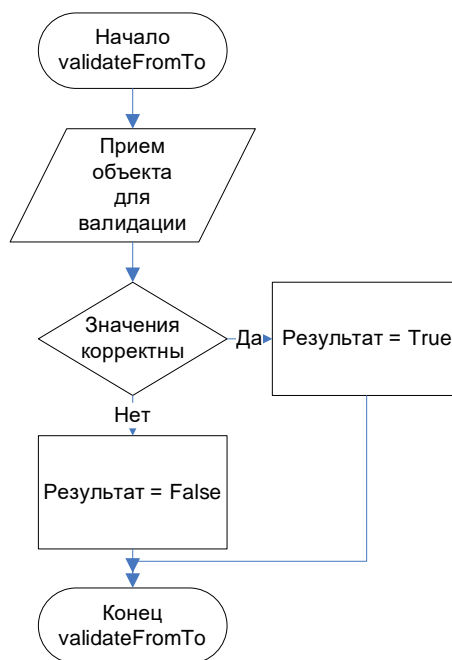 Начало
validateFromTo
Прием
объекта
для
валидации
Значения
корректны
Да
Результат = True
Нет
Результат = False
Конец
validateFromTo